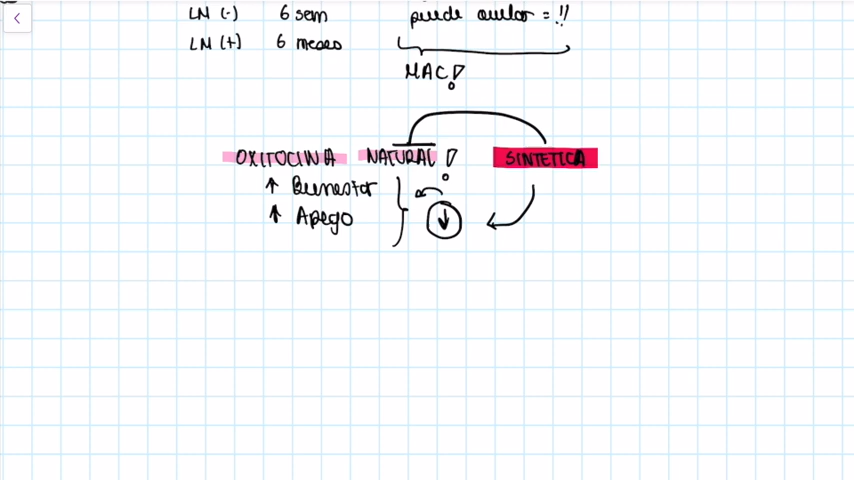 LM (-) 6 sem puede ovular = !!
LM (+) 6 meses
MAC!
OXITOCINA NATURAL! SINTETICA
↑ Bienestar
↑ Apego ↓